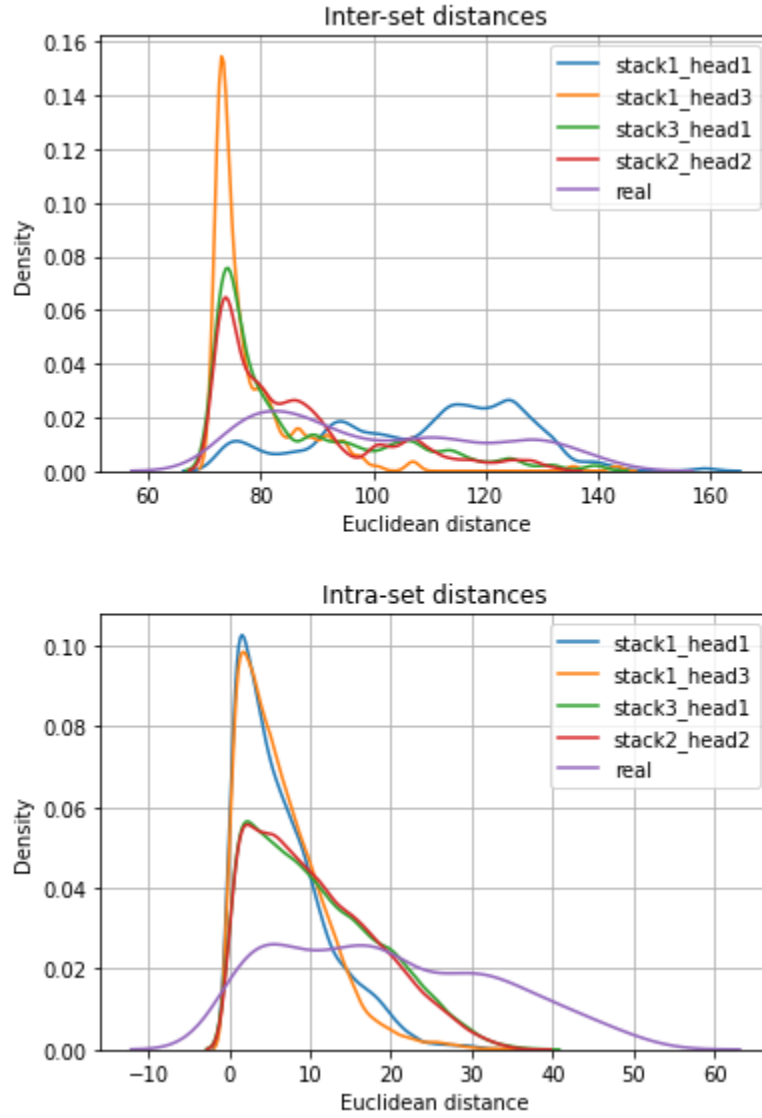 Inter-set distances
0.16
0.14
0.12
0.10
0.08
0.06
0.04
0.02
0.00
Density
stack1_head1
stack1_head3
stack3_head1
stack2_head2
real
60 80 100 120 140 160
Euclidean distance
Intra-set distances
0.10
0.08
0.06
0.04
0.02
0.00
Density
stack1_head1
stack1_head3
stack3_head1
stack2_head2
real
−10 0 10 20 30 40 50 60
Euclidean distance